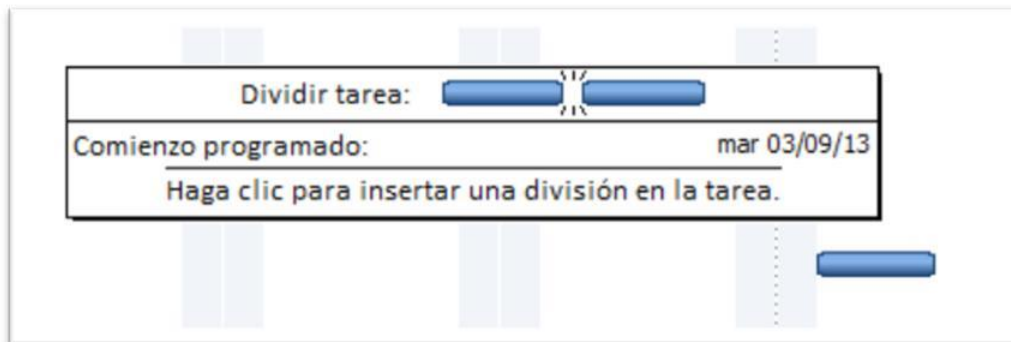 Dividir tarea:
Comienzo programado: mar 03/09/13
Haga clic para insertar una división en la tarea.